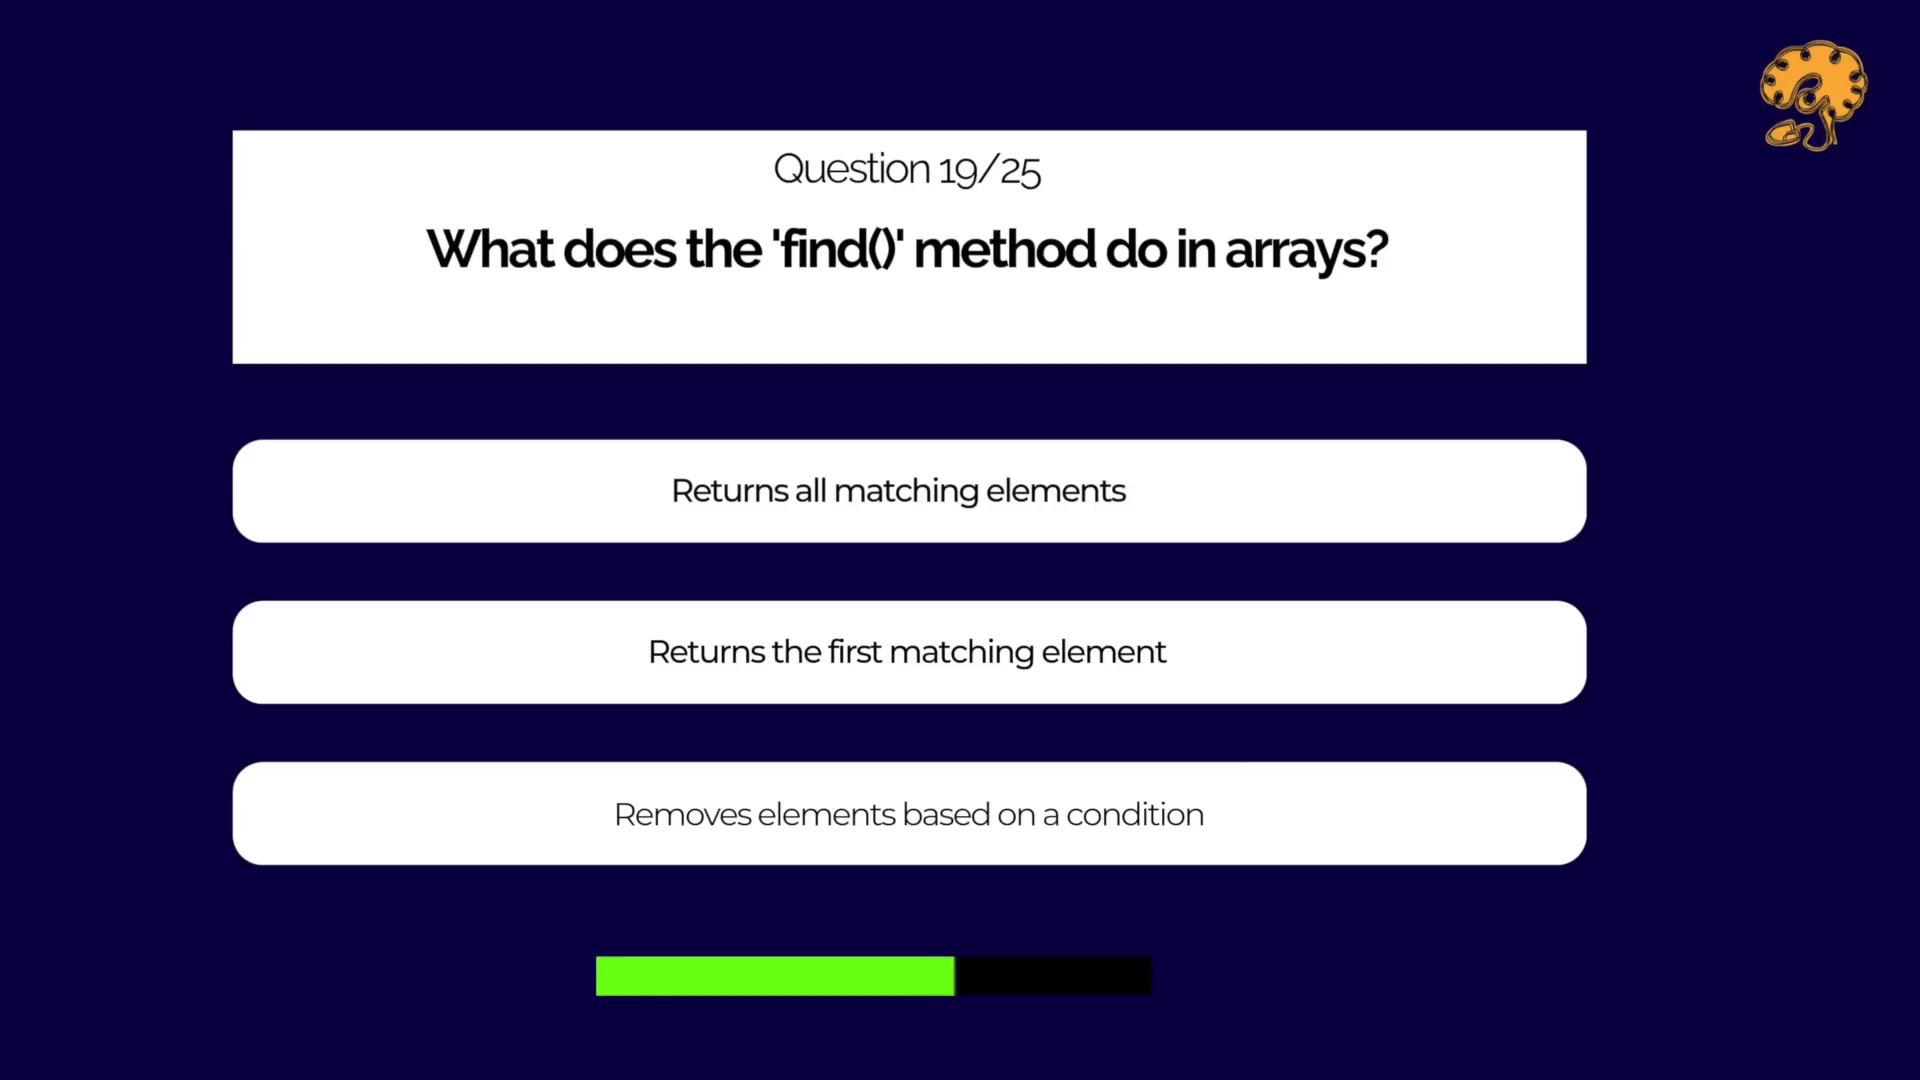 Question 19/25
What does the 'find()' method do in arrays?
Returns all matching elements
Returns the first matching element
Removes elements based on a condition